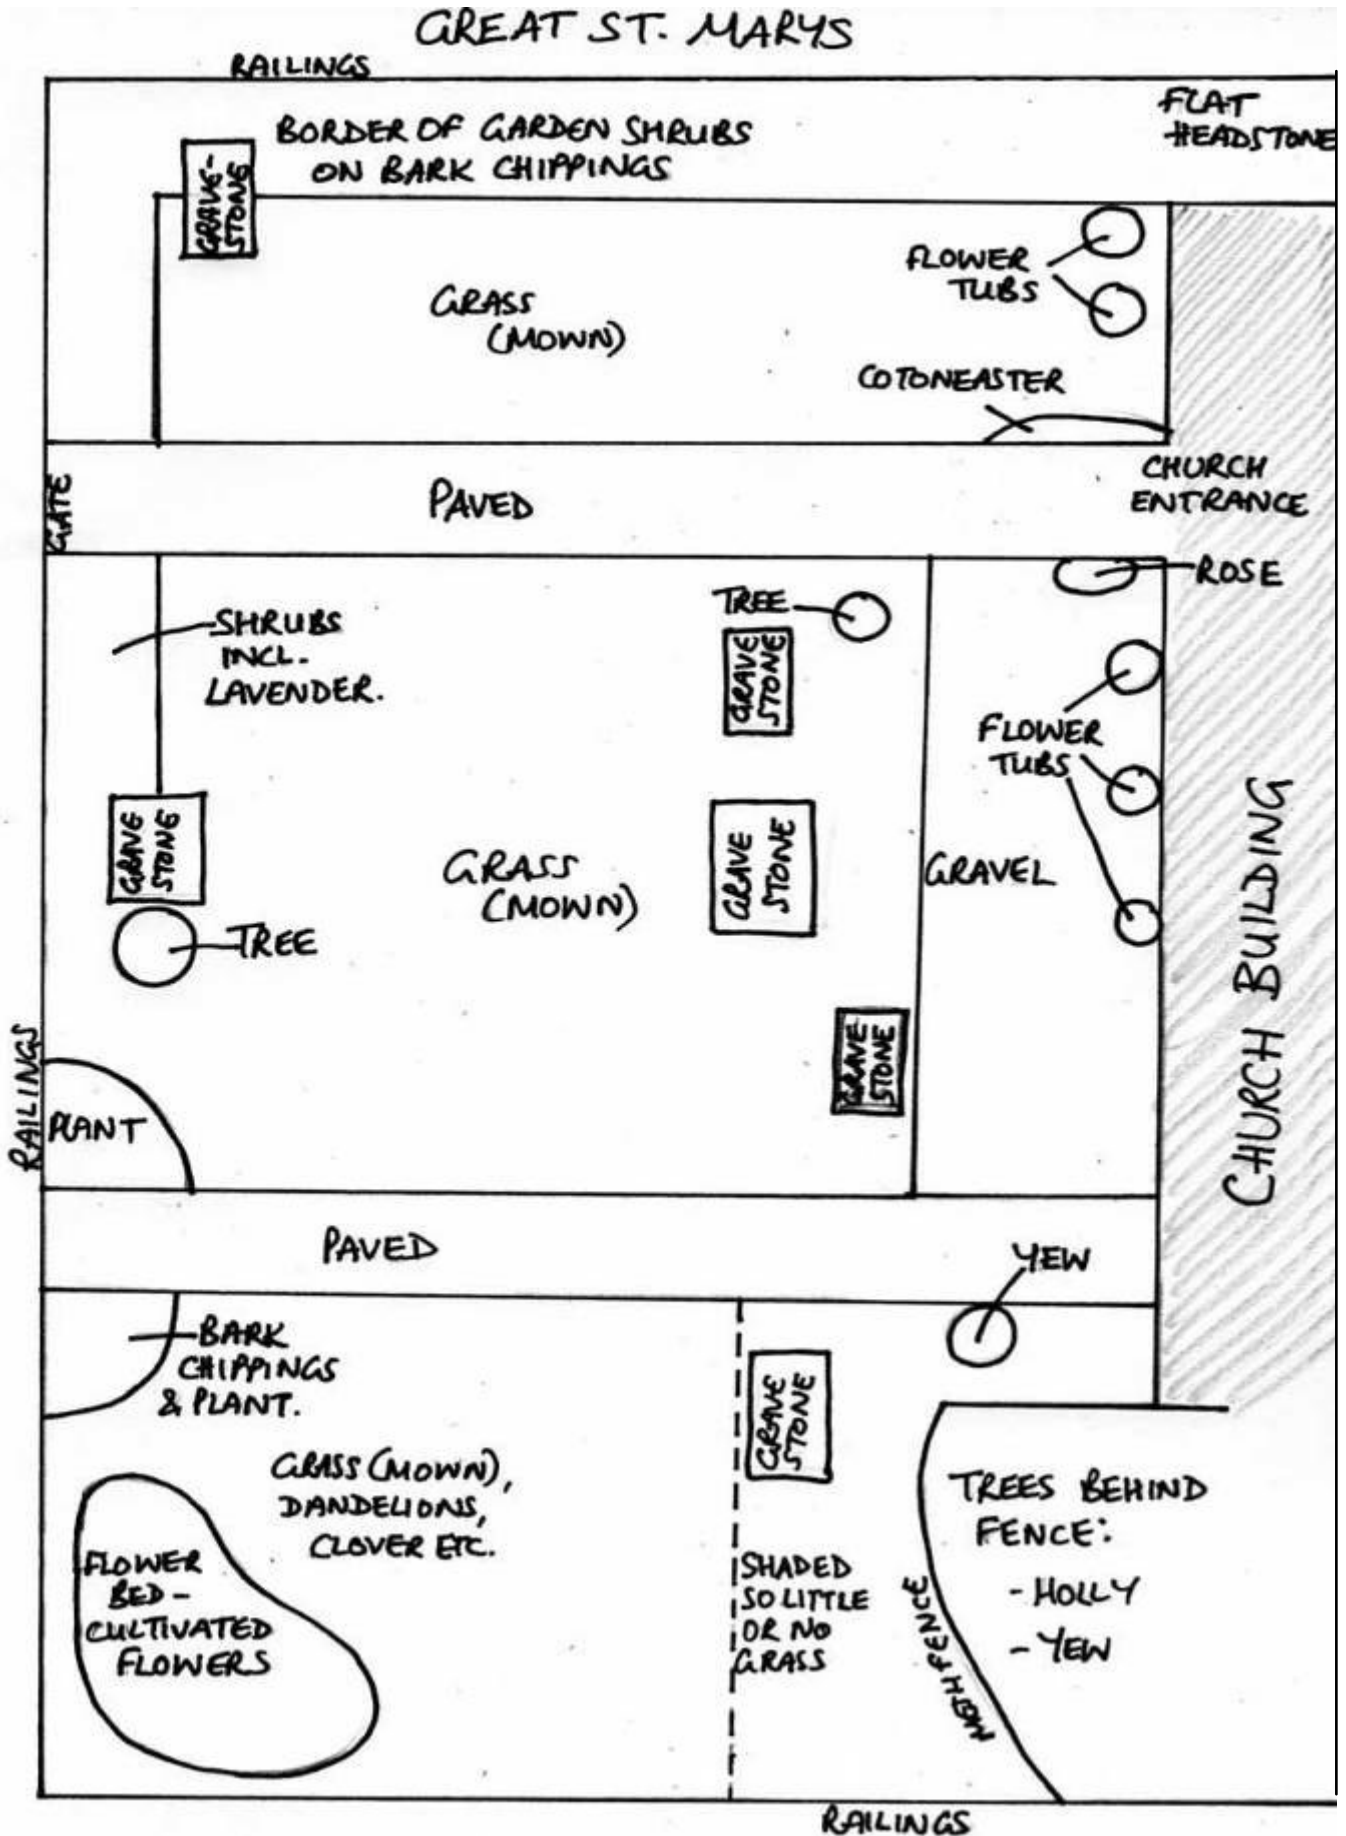 GREAT ST. MARYS
RAILINGS
FLAT
HEADSTONE
BORDER OF GARDEN SHRUBS
ON BARK CHIPPINGS
GRAVE-
STONE
FLOWER
TUBS
GRASS
(MOWN)
COTONEASTER
GATE
PAVED
CHURCH
ENTRANCE
ROSE
TREE
SHRUBS
INCL.
LAVENDER.
GRAVE
STONE
FLOWER
TUBS
GRAVE
STONE
GRAVE
STONE
GRASS
(MOWN)
GRAVEL
CHURCH BUILDING
TREE
GRAVE
STONE
RAILINGS
PLANT
PAVED
YEW
BARK
CHIPPINGS
& PLANT.
GRAVE
STONE
GRASS (MOWN),
DANDELIONS,
CLOVER ETC.
TREES BEHIND
FENCE:
- HOLLY
- YEW
FLOWER
BED -
CULTIVATED
FLOWERS
SHADED
SO LITTLE
OR NO
GRASS
MESH FENCE
RAILINGS